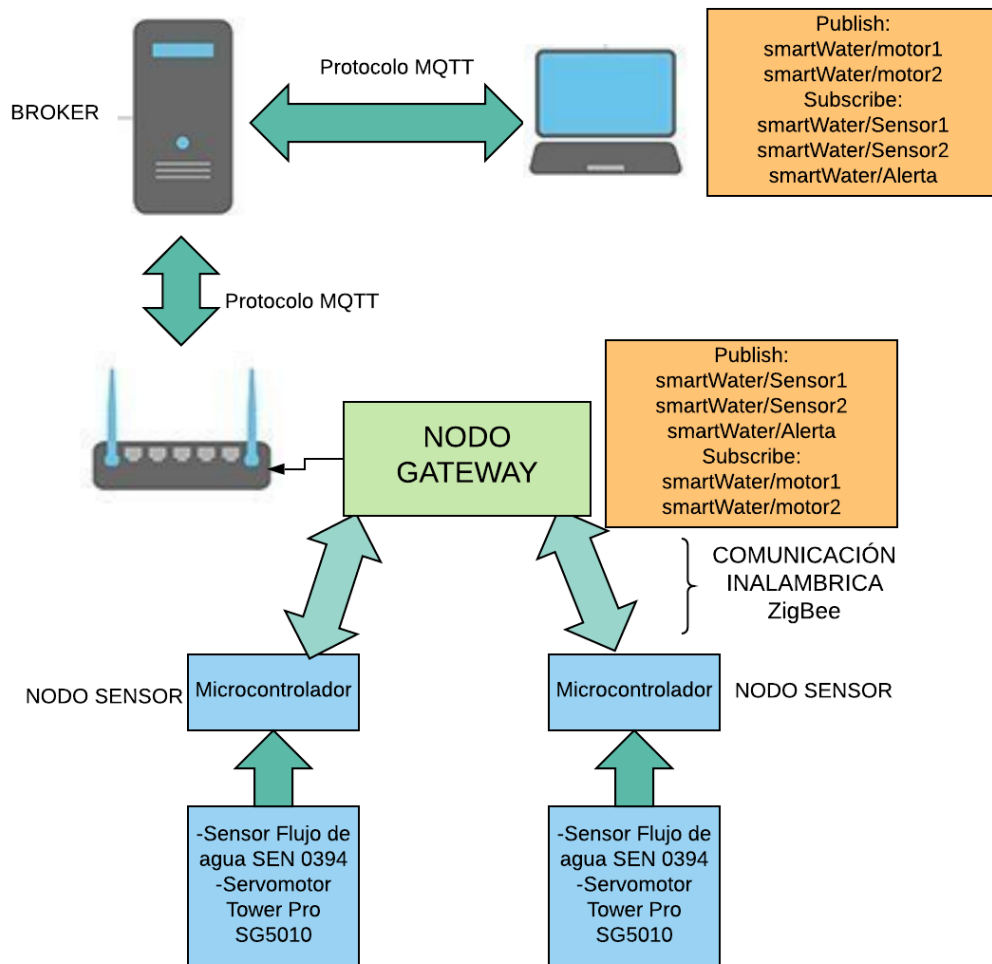 Publish:
smartWater/motor1
smartWater/motor2
Subscribe:
smartWater/Sensor1
smartWater/Sensor2
smartWater/Alerta
Protocolo MQTT
BROKER
Protocolo MQTT
Publish:
smartWater/Sensor1
smartWater/Sensor2
smartWater/Alerta
Subscribe:
smartWater/motor1
smartWater/motor2
NODO
GATEWAY
COMUNICACIÓN
INALAMBRICA
ZigBee
NODO SENSOR
Microcontrolador
Microcontrolador
NODO SENSOR
-Sensor Flujo de
agua SEN 0394
-Servomotor
Tower Pro
SG5010
-Sensor Flujo de
agua SEN 0394
-Servomotor
Tower Pro
SG5010